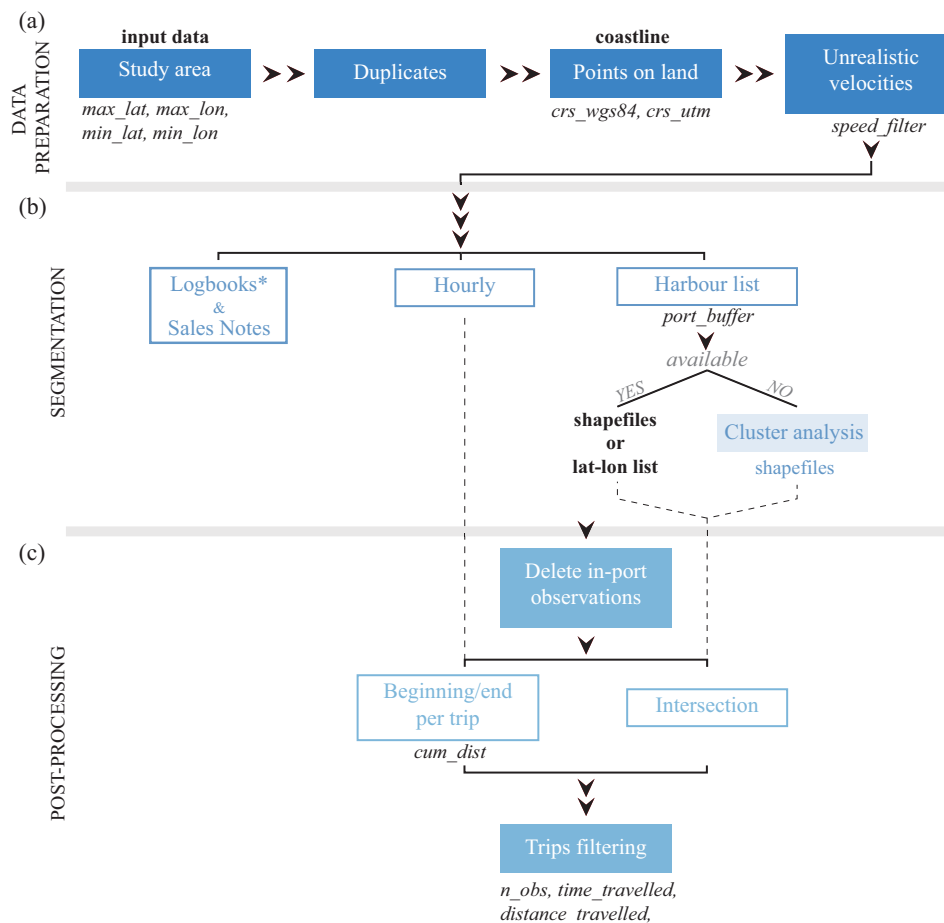 (a)
DATA
PREPARATION
input data
Study area
max_lat, max_lon,
min_lat, min_lon
Duplicates
coastline
Points on land
crs_wgs84, crs_utm
Unrealistic
velocities
speed_filter
(b)
SEGMENTATION
Logbooks*
&
Sales Notes
Hourly
Harbour list
port_buffer
available
YES
NO
shapefiles
or
lat-lon list
Cluster analysis
shapefiles
(c)
POST-PROCESSING
Delete in-port
observations
Beginning/end
per trip
cum_dist
Intersection
Trips filtering
n_obs, time_travelled,
distance_travelled,